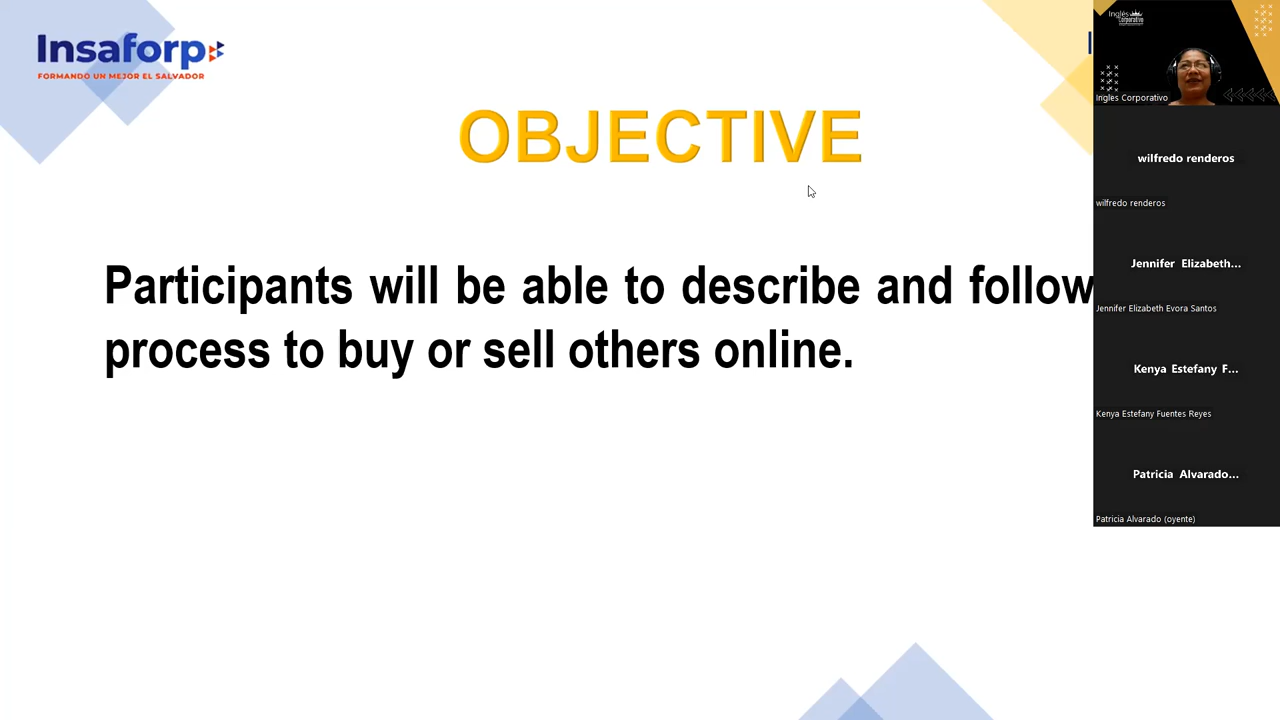 Insaforp
FORMANDO UN MEJOR EL SALVADOR
OBJECTIVE
Participants will be able to describe and follow
process to buy or sell others online.
Inglés
Corporativo
Ingles Corporativo
wilfredo renderos
wilfredo renderos
Jennifer Elizabeth...
Jennifer Elizabeth Evora Santos
Kenya Estefany F...
Kenya Estefany Fuentes Reyes
Patricia Alvarado...
Patricia Alvarado (oyente)